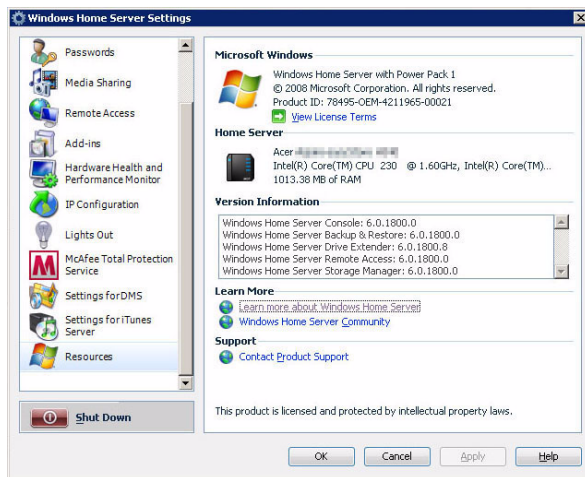 Windows Home Server Settings
Passwords
Media Sharing
Remote Access
Add-ins
Hardware Health and
Performance Monitor
IP Configuration
Lights Out
McAfee Total Protection
Service
Settings for DMS
Settings for iTunes
Server
Resources
Shut Down
Microsoft Windows
Windows Home Server with Power Pack 1
© 2008 Microsoft Corporation. All rights reserved.
Product ID: 78495-OEM-4211965-00021
View License Terms
Home Server
Acer
Intel(R) Core(TM) CPU 230 @ 1.60GHz, Intel(R) Core(TM)...
1013.38 MB of RAM
Version Information
Windows Home Server Console: 6.0.1800.0
Windows Home Server Backup & Restore: 6.0.1800.0
Windows Home Server Drive Extender: 6.0.1800.8
Windows Home Server Remote Access: 6.0.1800.0
Windows Home Server Storage Manager: 6.0.1800.0
Learn More
Learn more about Windows Home Server
Windows Home Server Community
Support
Contact Product Support
This product is licensed and protected by intellectual property laws.
OK
Cancel
Apply
Help